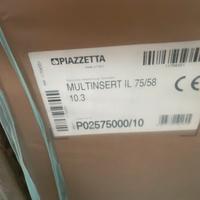 PIAZZETTA
MULTINSERT IL 75/58
10.3
CE
P02575000/10